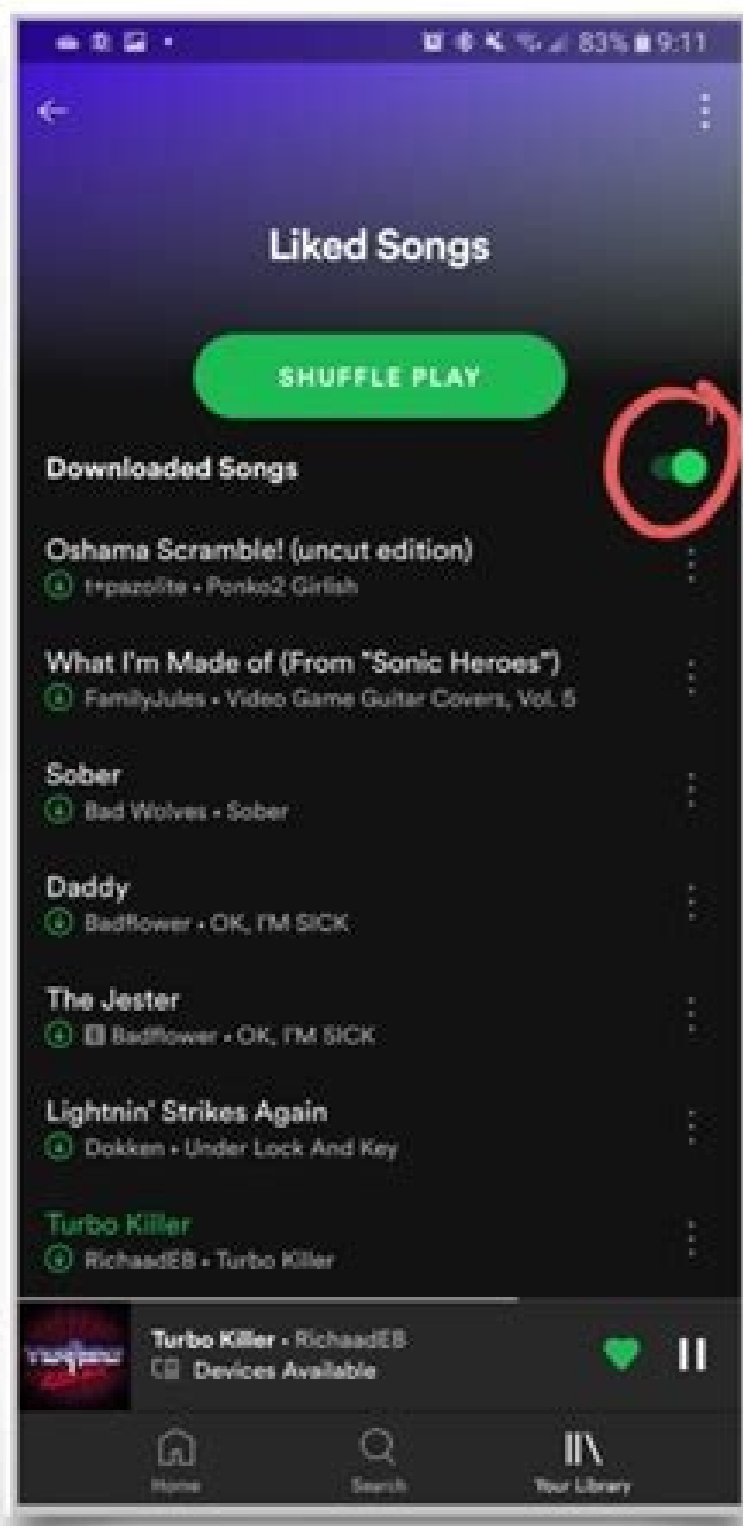 83% 9:11
Liked Songs
SHUFFLE PLAY
Downloaded Songs
Oshama Scramble! (uncut edition)
t+pazolite • Ponko2 Girlish
What I'm Made of (From "Sonic Heroes")
FamilyJules • Video Game Guitar Covers, Vol. 5
Sober
Bad Wolves • Sober
Daddy
Badflower • OK, I'M SICK
The Jester
E Badflower • OK, I'M SICK
Lightnin' Strikes Again
Dokken • Under Lock And Key
Turbo Killer
RichaadEB • Turbo Killer
Turbo Killer • RichaadEB
Devices Available
Home Search Your Library